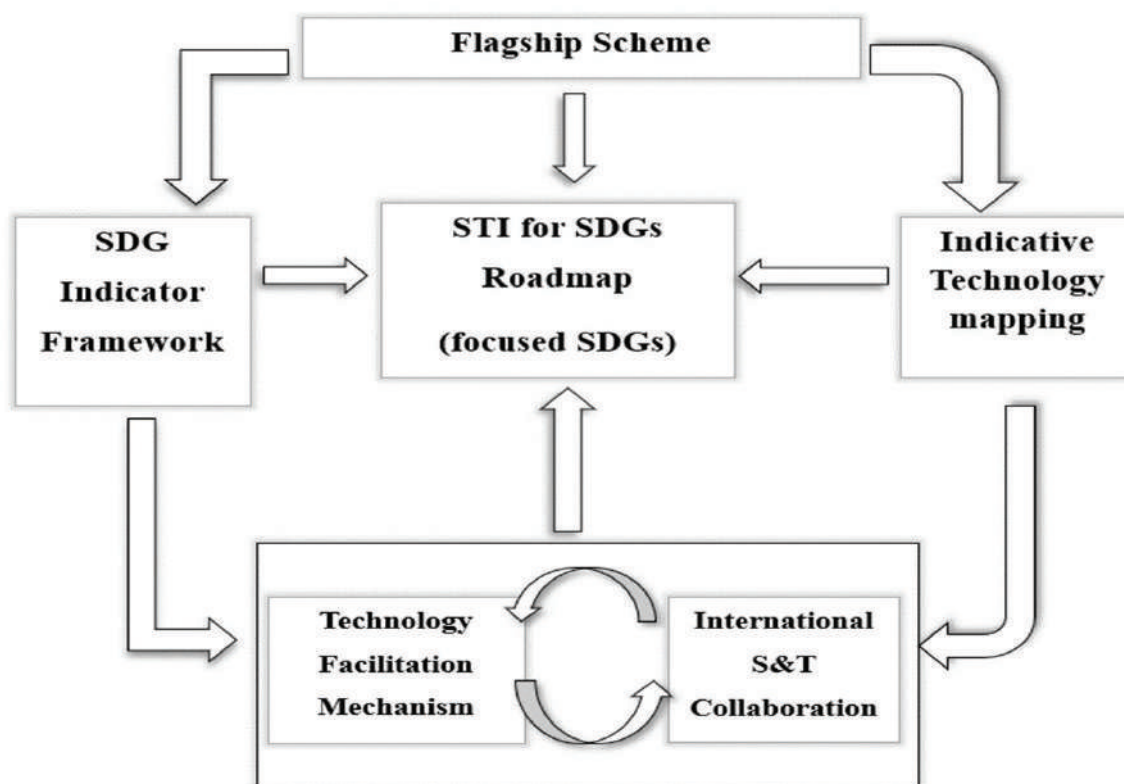 Flagship Scheme
SDG
Indicator
Framework
STI for SDGs
Roadmap
(focused SDGs)
Indicative
Technology
mapping
Technology
Facilitation
Mechanism
International
S&T
Collaboration